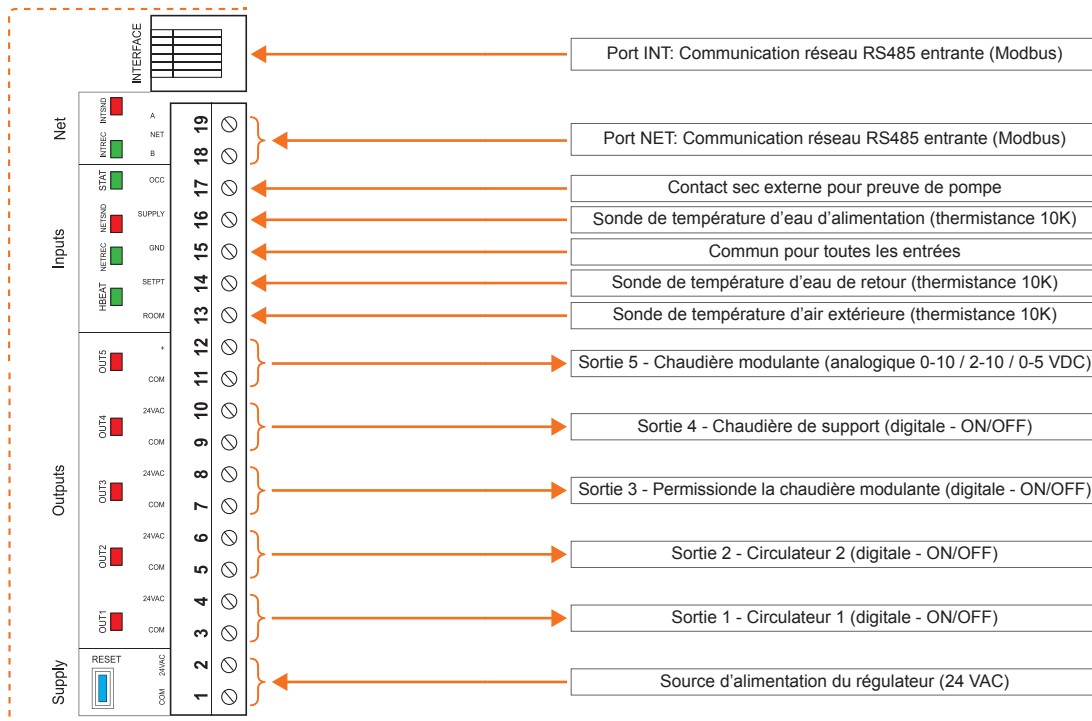 INTERFACE
Port INT: Communication réseau RS485 entrante (Modbus)
Net
INTSND
INTREC
A
NET
B
19
18
Port NET: Communication réseau RS485 entrante (Modbus)
Inputs
STAT
OCC
17
Contact sec externe pour preuve de pompe
NETSND
SUPPLY
16
Sonde de température d'eau d'alimentation (thermistance 10K)
NETREC
GND
15
Commun pour toutes les entrées
HBEAT
SETPT
14
Sonde de température d'eau de retour (thermistance 10K)
ROOM
13
Sonde de température d'air extérieure (thermistance 10K)
Outputs
OUT5
+
COM
12
11
Sortie 5 - Chaudière modulante (analogique 0-10 / 2-10 / 0-5 VDC)
OUT4
24VAC
COM
10
9
Sortie 4 - Chaudière de support (digitale - ON/OFF)
OUT3
24VAC
COM
8
7
Sortie 3 - Permissionde la chaudière modulante (digitale - ON/OFF)
OUT2
24VAC
COM
6
5
Sortie 2 - Circulateur 2 (digitale - ON/OFF)
OUT1
24VAC
COM
4
3
Sortie 1 - Circulateur 1 (digitale - ON/OFF)
Supply
RESET
24VAC
COM
2
1
Source d'alimentation du régulateur (24 VAC)